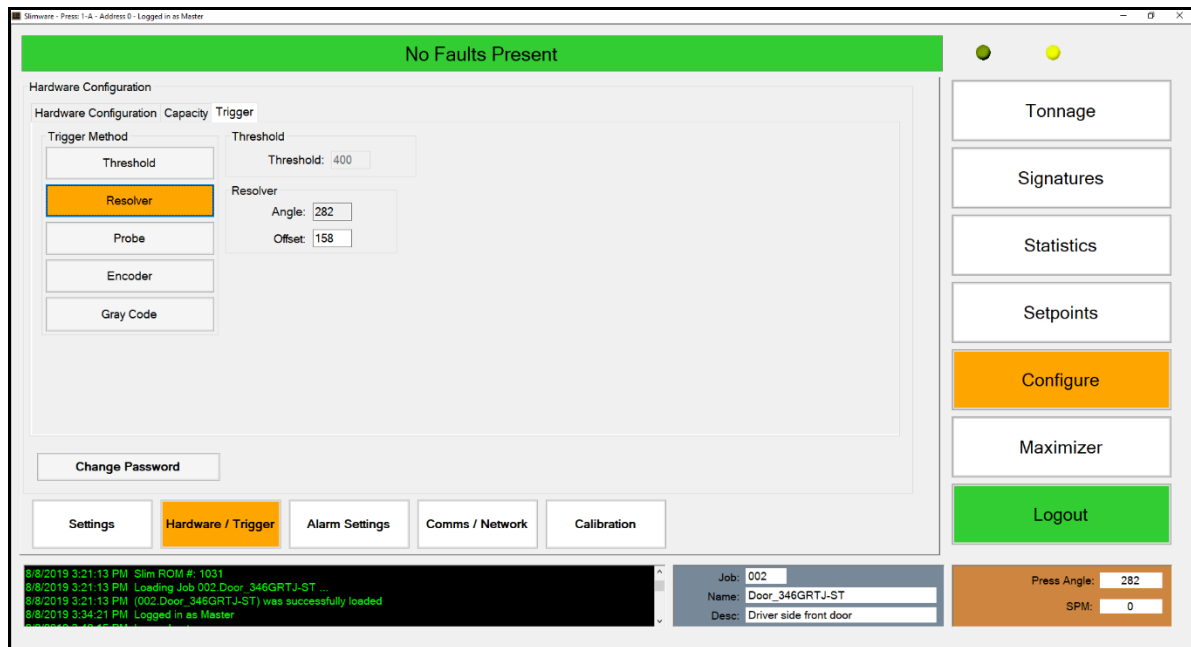 Slimware - Press: 1-A - Address 0 - Logged in as Master
No Faults Present
Hardware Configuration
Hardware Configuration Capacity Trigger
Trigger Method
Threshold
Resolver
Probe
Encoder
Gray Code
Threshold
Threshold: 400
Resolver
Angle: 282
Offset: 158
Change Password
Settings
Hardware / Trigger
Alarm Settings
Comms / Network
Calibration
Tonnage
Signatures
Statistics
Setpoints
Configure
Maximizer
Logout
8/8/2019 3:21:13 PM Slim ROM #: 1031
8/8/2019 3:21:13 PM Loading Job 002.Door_346GRTJ-ST ...
8/8/2019 3:21:13 PM (002.Door_346GRTJ-ST) was successfully loaded
8/8/2019 3:34:21 PM Logged in as Master
Job: 002
Name: Door_346GRTJ-ST
Desc: Driver side front door
Press Angle: 282
SPM: 0